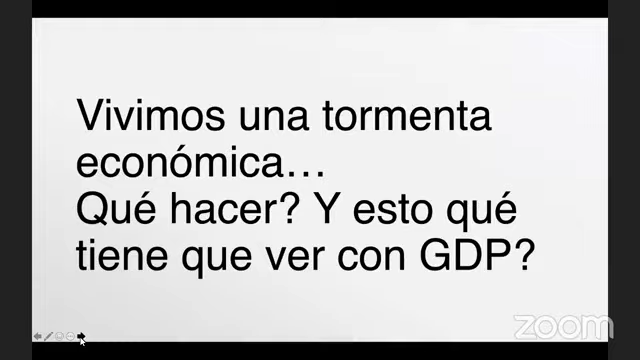 Vivimos una tormenta
económica...
Qué hacer? Y esto qué
tiene que ver con GDP?
zoom